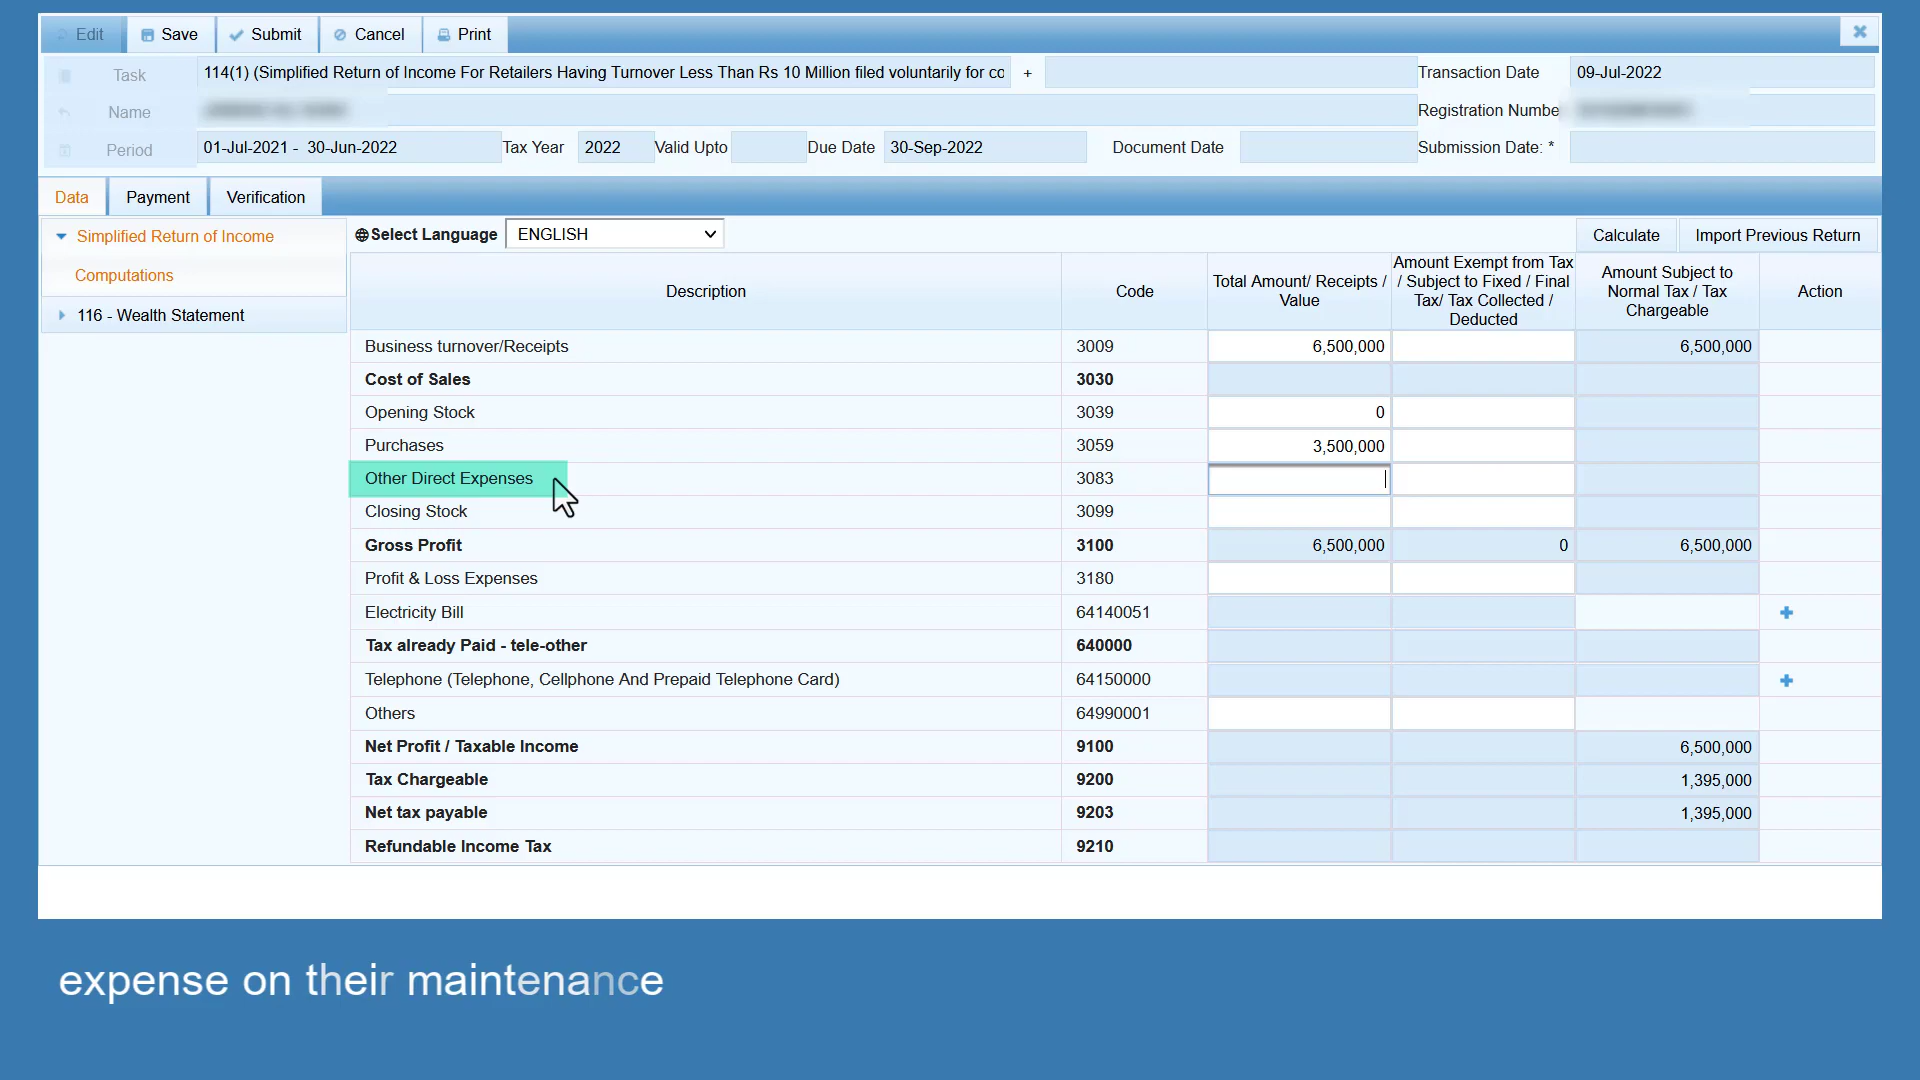 Edit Save Submit Cancel Print
Task 114(1) (Simplified Return of Income For Retailers Having Turnover Less Than Rs 10 Million filed voluntarily for co + Transaction Date 09-Jul-2022
Name Registration Numbe
Period 01-Jul-2021 - 30-Jun-2022 Tax Year 2022 Valid Upto Due Date 30-Sep-2022 Document Date Submission Date: *
Data Payment Verification
Simplified Return of Income
Computations
116 - Wealth Statement
Select Language ENGLISH Calculate Import Previous Return
Description
Code
Total Amount/ Receipts /
Value
Amount Exempt from Tax
/ Subject to Fixed / Final
Tax/ Tax Collected /
Deducted
Amount Subject to
Normal Tax / Tax
Chargeable
Action
Business turnover/Receipts 3009 6,500,000 6,500,000
Cost of Sales 3030
Opening Stock 3039 0
Purchases 3059 3,500,000
Other Direct Expenses 3083
Closing Stock 3099
Gross Profit 3100 6,500,000 0 6,500,000
Profit & Loss Expenses 3180
Electricity Bill 64140051
Tax already Paid - tele-other 640000
Telephone (Telephone, Cellphone And Prepaid Telephone Card) 64150000
Others 64990001
Net Profit / Taxable Income 9100 6,500,000
Tax Chargeable 9200 1,395,000
Net tax payable 9203 1,395,000
Refundable Income Tax 9210
expense on their maintenance